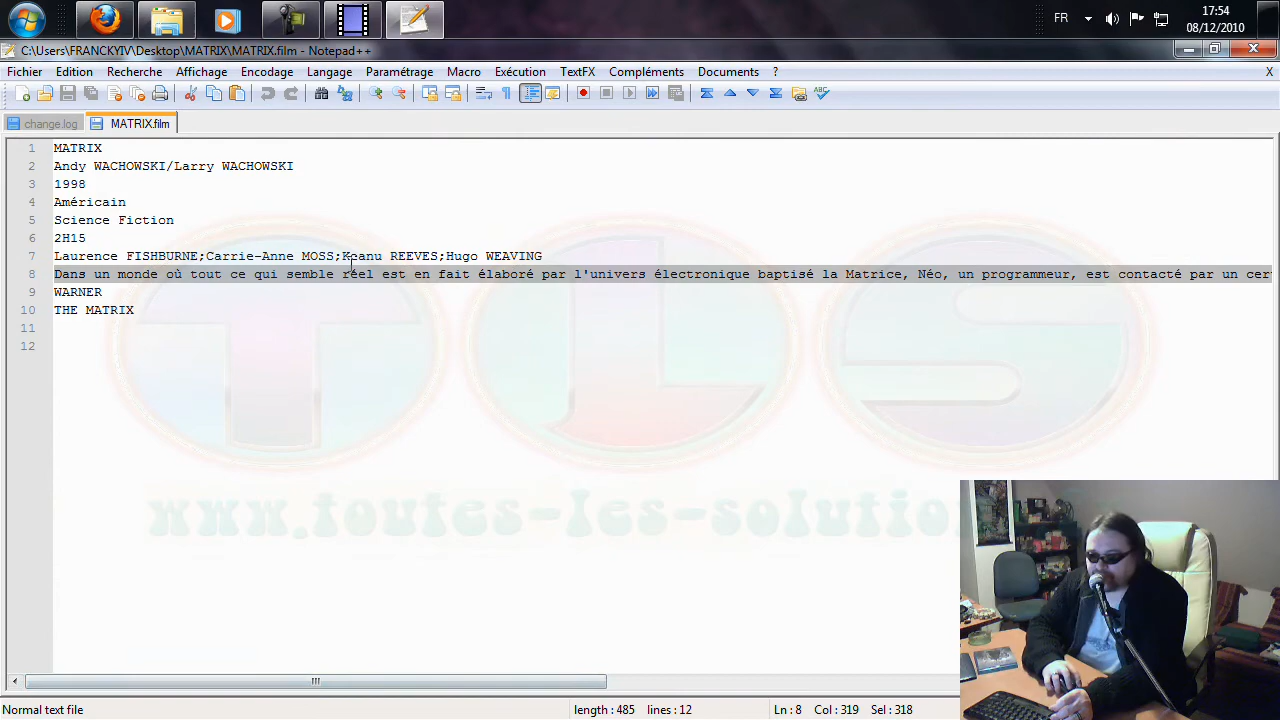 FR
17:54
08/12/2010
C:\Users\FRANCKYIV\Desktop\MATRIX\MATRIX.film - Notepad++
Fichier Edition Recherche Affichage Encodage Langage Paramétrage Macro Exécution TextFX Compléments Documents ? X
change.log MATRIX.film
1 MATRIX
2 Andy WACHOWSKI/Larry WACHOWSKI
3 1998
4 Américain
5 Science Fiction
6 2H15
7 Laurence FISHBURNE;Carrie-Anne MOSS;Keanu REEVES;Hugo WEAVING
8 Dans un monde où tout ce qui semble réel est en fait élaboré par l'univers électronique baptisé la Matrice, Néo, un programmeur, est contacté par un cer
9 WARNER
10 THE MATRIX
11
12
TLS
www.toutes-les-solutio
Normal text file length : 485 lines : 12 Ln : 8 Col : 319 Sel : 318